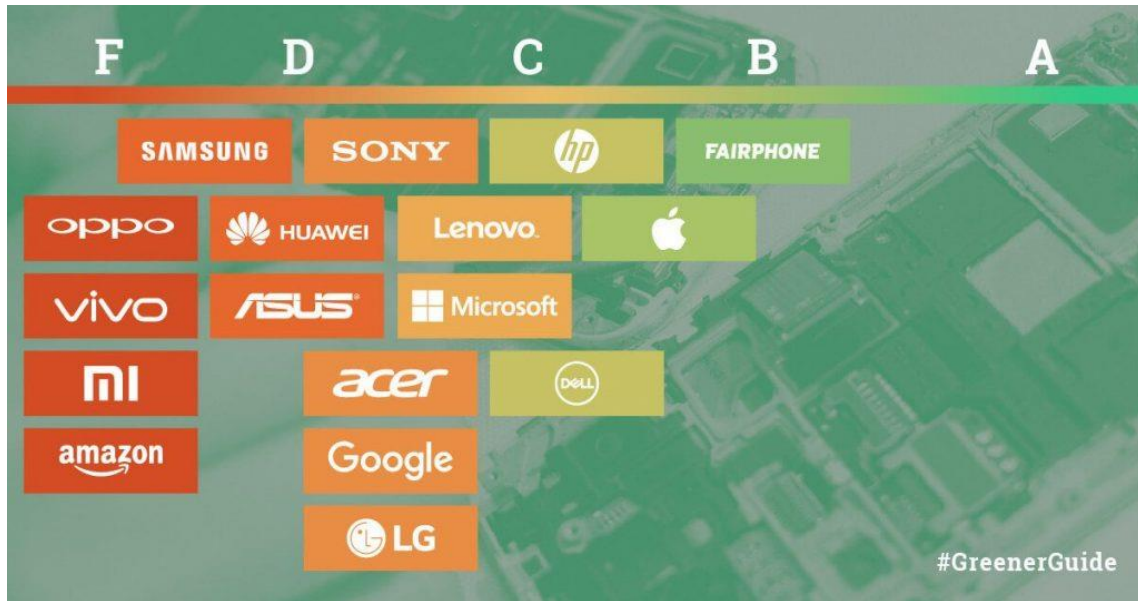 F D C B A
SAMSUNG SONY hp FAIRPHONE
oppo HUAWEI Lenovo
vivo ASUS Microsoft
mi acer DELL
amazon Google
LG
#GreenerGuide